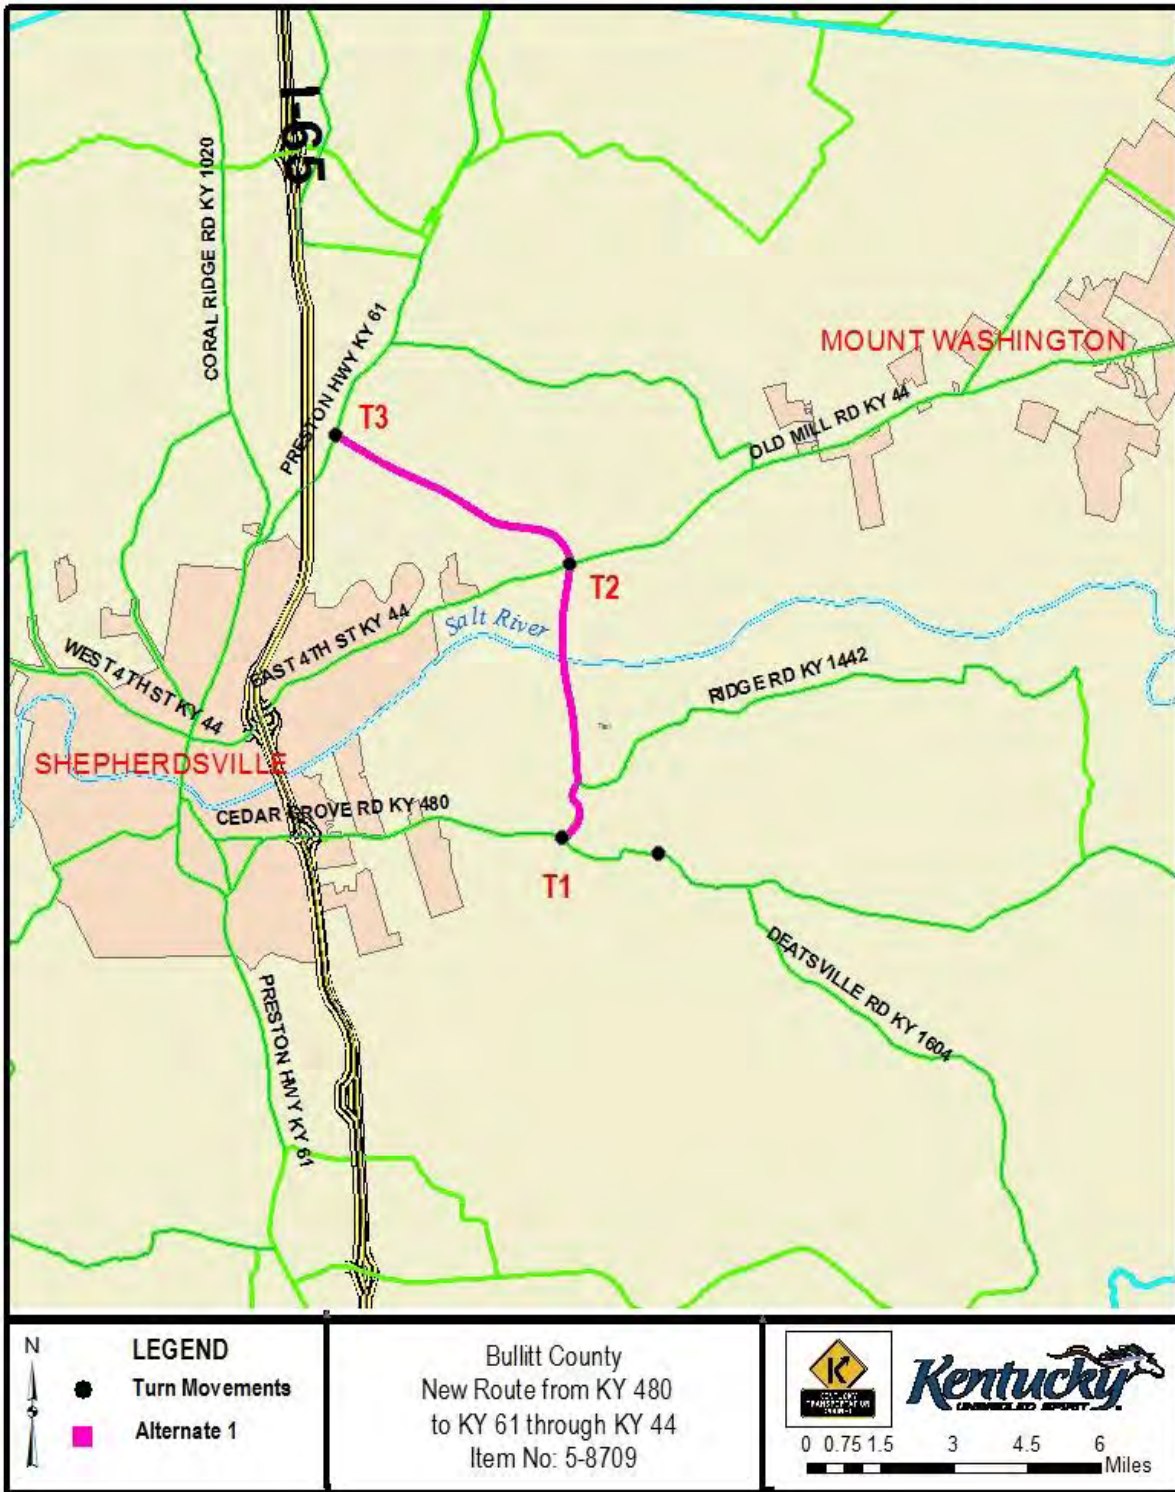 I-65
CORAL RIDGE RD KY 1020
PRESTON HWY KY 61
MOUNT WASHINGTON
T3
OLD MILL RD KY 44
T2
Salt River
EAST 4TH ST KY 44
WEST 4TH ST KY 44
RIDGE RD KY 1442
SHEPHERDSVILLE
CEDAR GROVE RD KY 480
T1
DEATSVILLE RD KY 1604
PRESTON HWY KY 61
N
LEGEND
Turn Movements
Alternate 1
Bullitt County
New Route from KY 480
to KY 61 through KY 44
Item No: 5-8709
KENTUCKY
TRANSPORTATION
Kentucky
UNBRIDLED SPIRIT
0 0.75 1.5 3 4.5 6
Miles